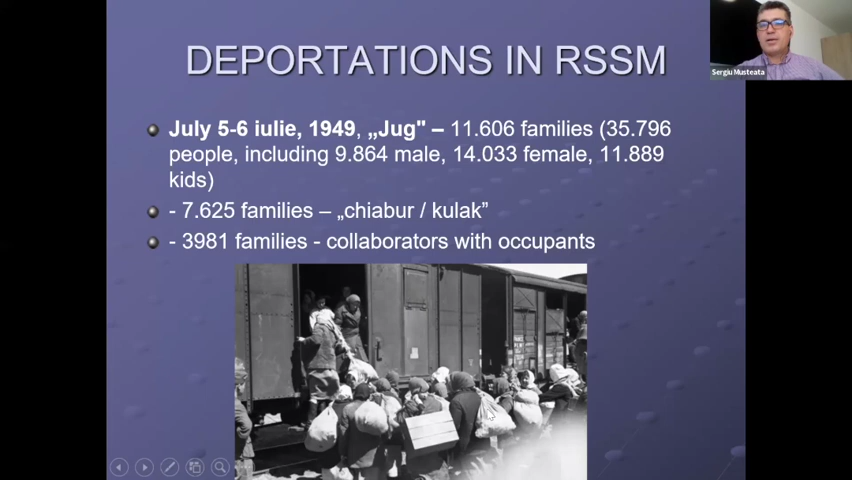 DEPORTATIONS IN RSSM
Sergiu Musteata
July 5-6 iulie, 1949, „Jug" – 11.606 families (35.796
people, including 9.864 male, 14.033 female, 11.889
kids)
- 7.625 families – „chiabur / kulak”
- 3981 families - collaborators with occupants